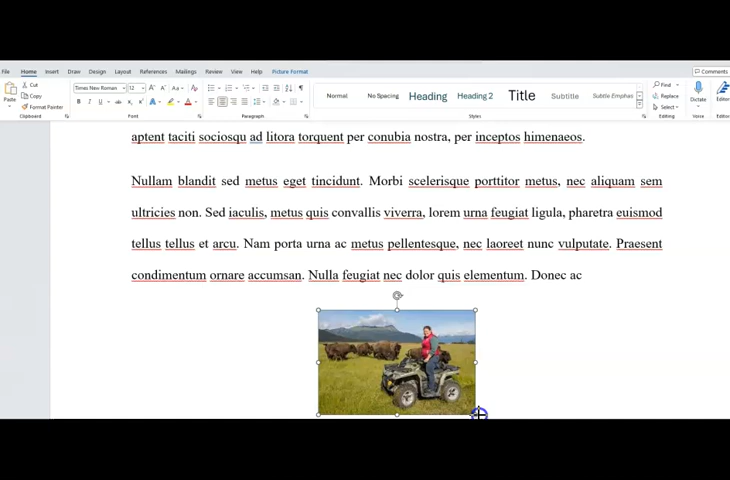 File Home Insert Draw Design Layout References Mailings Review View Help Picture Format Comments
Paste Cut Copy Format Painter Clipboard
Times New Roman 12 Font
Paragraph
Normal No Spacing Heading Heading 2 Title Subtitle Subtle Emphas Styles
Find Replace Select Editing
Dictate Voice
Editor
aptent taciti sociosqu ad litora torquent per conubia nostra, per inceptos himenaeos.
Nullam blandit sed metus eget tincidunt. Morbi scelerisque porttitor metus, nec aliquam sem
ultricies non. Sed iaculis, metus quis convallis viverra, lorem urna feugiat ligula, pharetra euismod
tellus tellus et arcu. Nam porta urna ac metus pellentesque, nec laoreet nunc vulputate. Praesent
condimentum ornare accumsan. Nulla feugiat nec dolor quis elementum. Donec ac